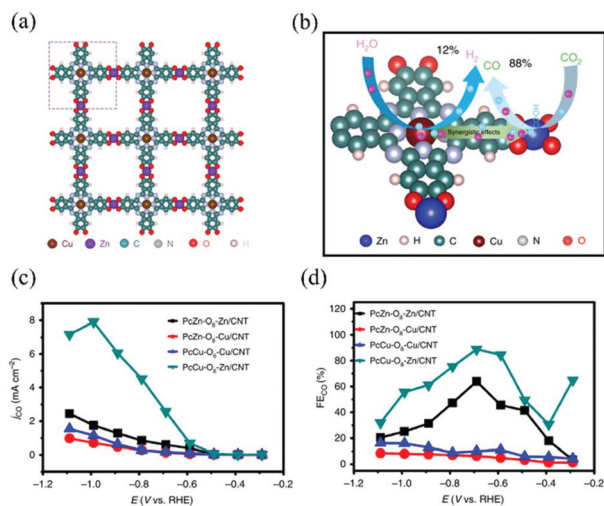 (a)
Cu Zn C N O H
(b)
H₂O 12% H₂
CO 88% CO₂
Synergistic effects
Zn H C Cu N O
(c)
PcZn-O₈-Zn/CNT
PcZn-O₈-Cu/CNT
PcCu-O₈-Cu/CNT
PcCu-O₈-Zn/CNT
jCO (mA cm⁻²)
8
6
4
2
0
−1.2 −1.0 −0.8 −0.6 −0.4 −0.2
E (V vs. RHE)
(d)
PcZn-O₈-Zn/CNT
PcZn-O₈-Cu/CNT
PcCu-O₈-Cu/CNT
PcCu-O₈-Zn/CNT
FECO (%)
120
100
80
60
40
20
0
−1.2 −1.0 −0.8 −0.6 −0.4 −0.2
E (V vs. RHE)